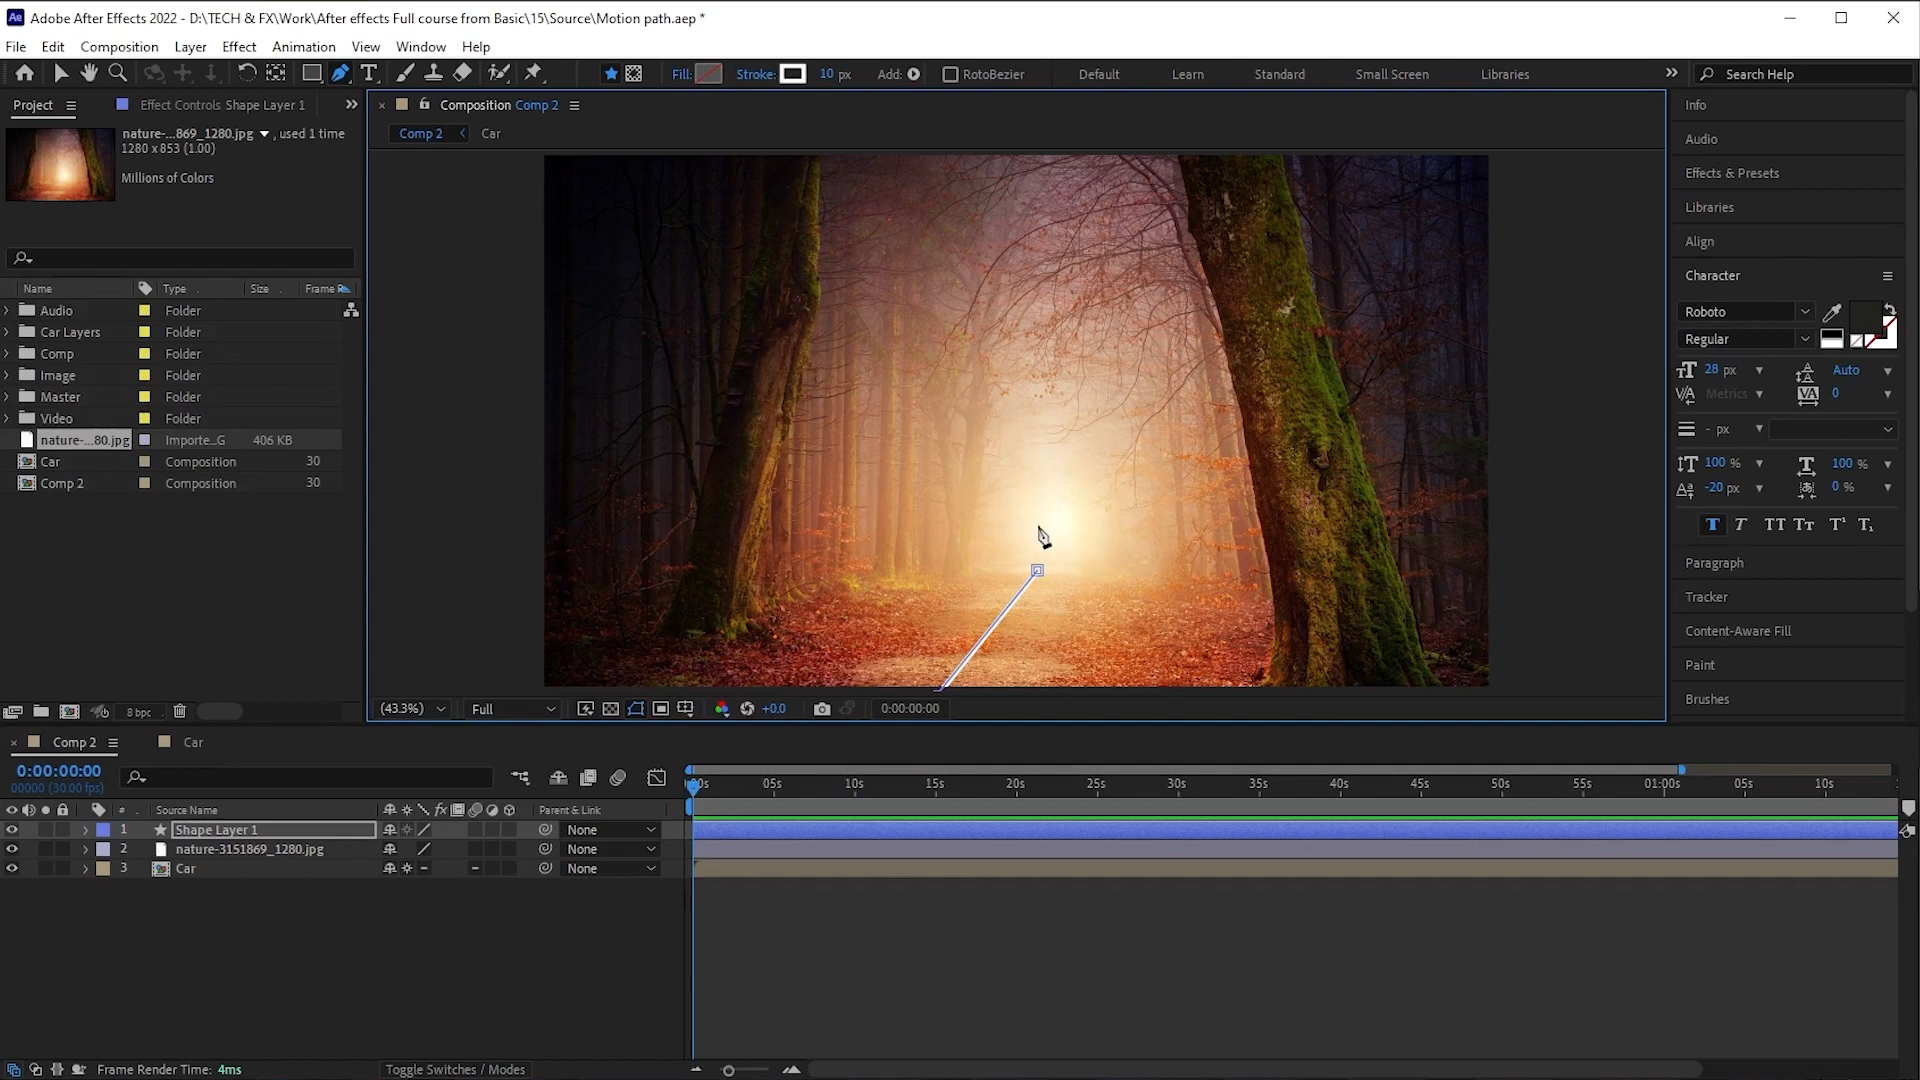 Adobe After Effects 2022 - D:\TECH & FX\Work\After effects Full course from Basic\15\Source\Motion path.aep *
File Edit Composition Layer Effect Animation View Window Help
Fill: Stroke: 10 px Add: RotoBezier Default Learn Standard Small Screen Libraries Search Help
Project Effect Controls Shape Layer 1 Composition Comp 2 Info
nature-...869_1280.jpg , used 1 time
1280 x 853 (1.00)
Millions of Colors
Comp 2 Car
Audio
Effects & Presets
Libraries
Align
Character
Roboto
Regular
28 px Auto
Metrics 0
- px
100 % 100 %
-20 px 0 %
T T TT Tт T¹ T₁
Paragraph
Tracker
Content-Aware Fill
Paint
Brushes
Name Type Size Frame
Audio Folder
Car Layers Folder
Comp Folder
Image Folder
Master Folder
Video Folder
nature-...80.jpg Importe_G 406 KB
Car Composition 30
Comp 2 Composition 30
8 bpc (43.3%) Full +0.0 0:00:00:00
Comp 2 Car
0:00:00:00
00000 (30.00 fps)
05s 10s 15s 20s 25s 30s 35s 40s 45s 50s 55s 01:00s 05s 10s
# Source Name fx Parent & Link
1 Shape Layer 1 None
2 nature-3151869_1280.jpg None
3 Car None
Frame Render Time: 4ms Toggle Switches / Modes